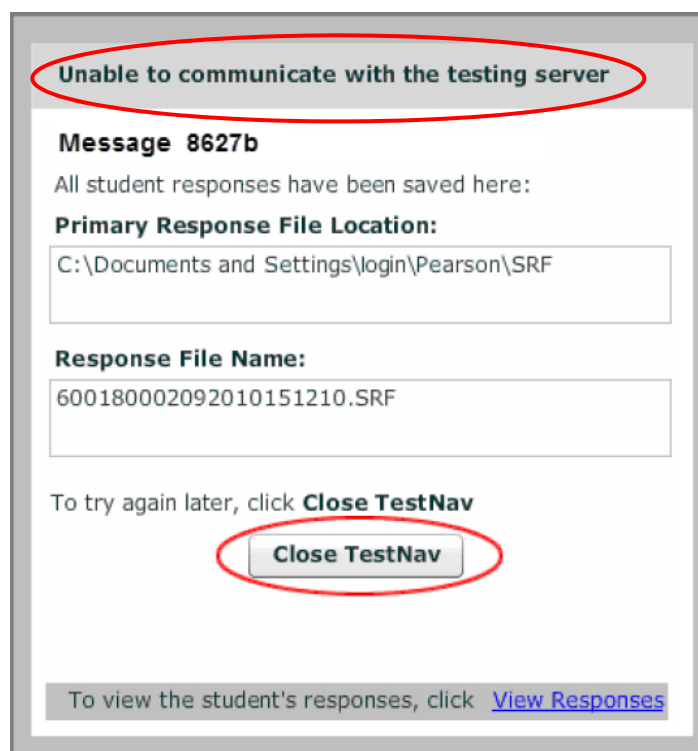 Unable to communicate with the testing server
Message 8627b
All student responses have been saved here:
Primary Response File Location:
C:\Documents and Settings\login\Pearson\SRF
Response File Name:
600180002092010151210.SRF
To try again later, click Close TestNav
Close TestNav
To view the student's responses, click View Responses